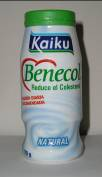 Kaiku
Benecol
Reduce el Colesterol
NATURAL